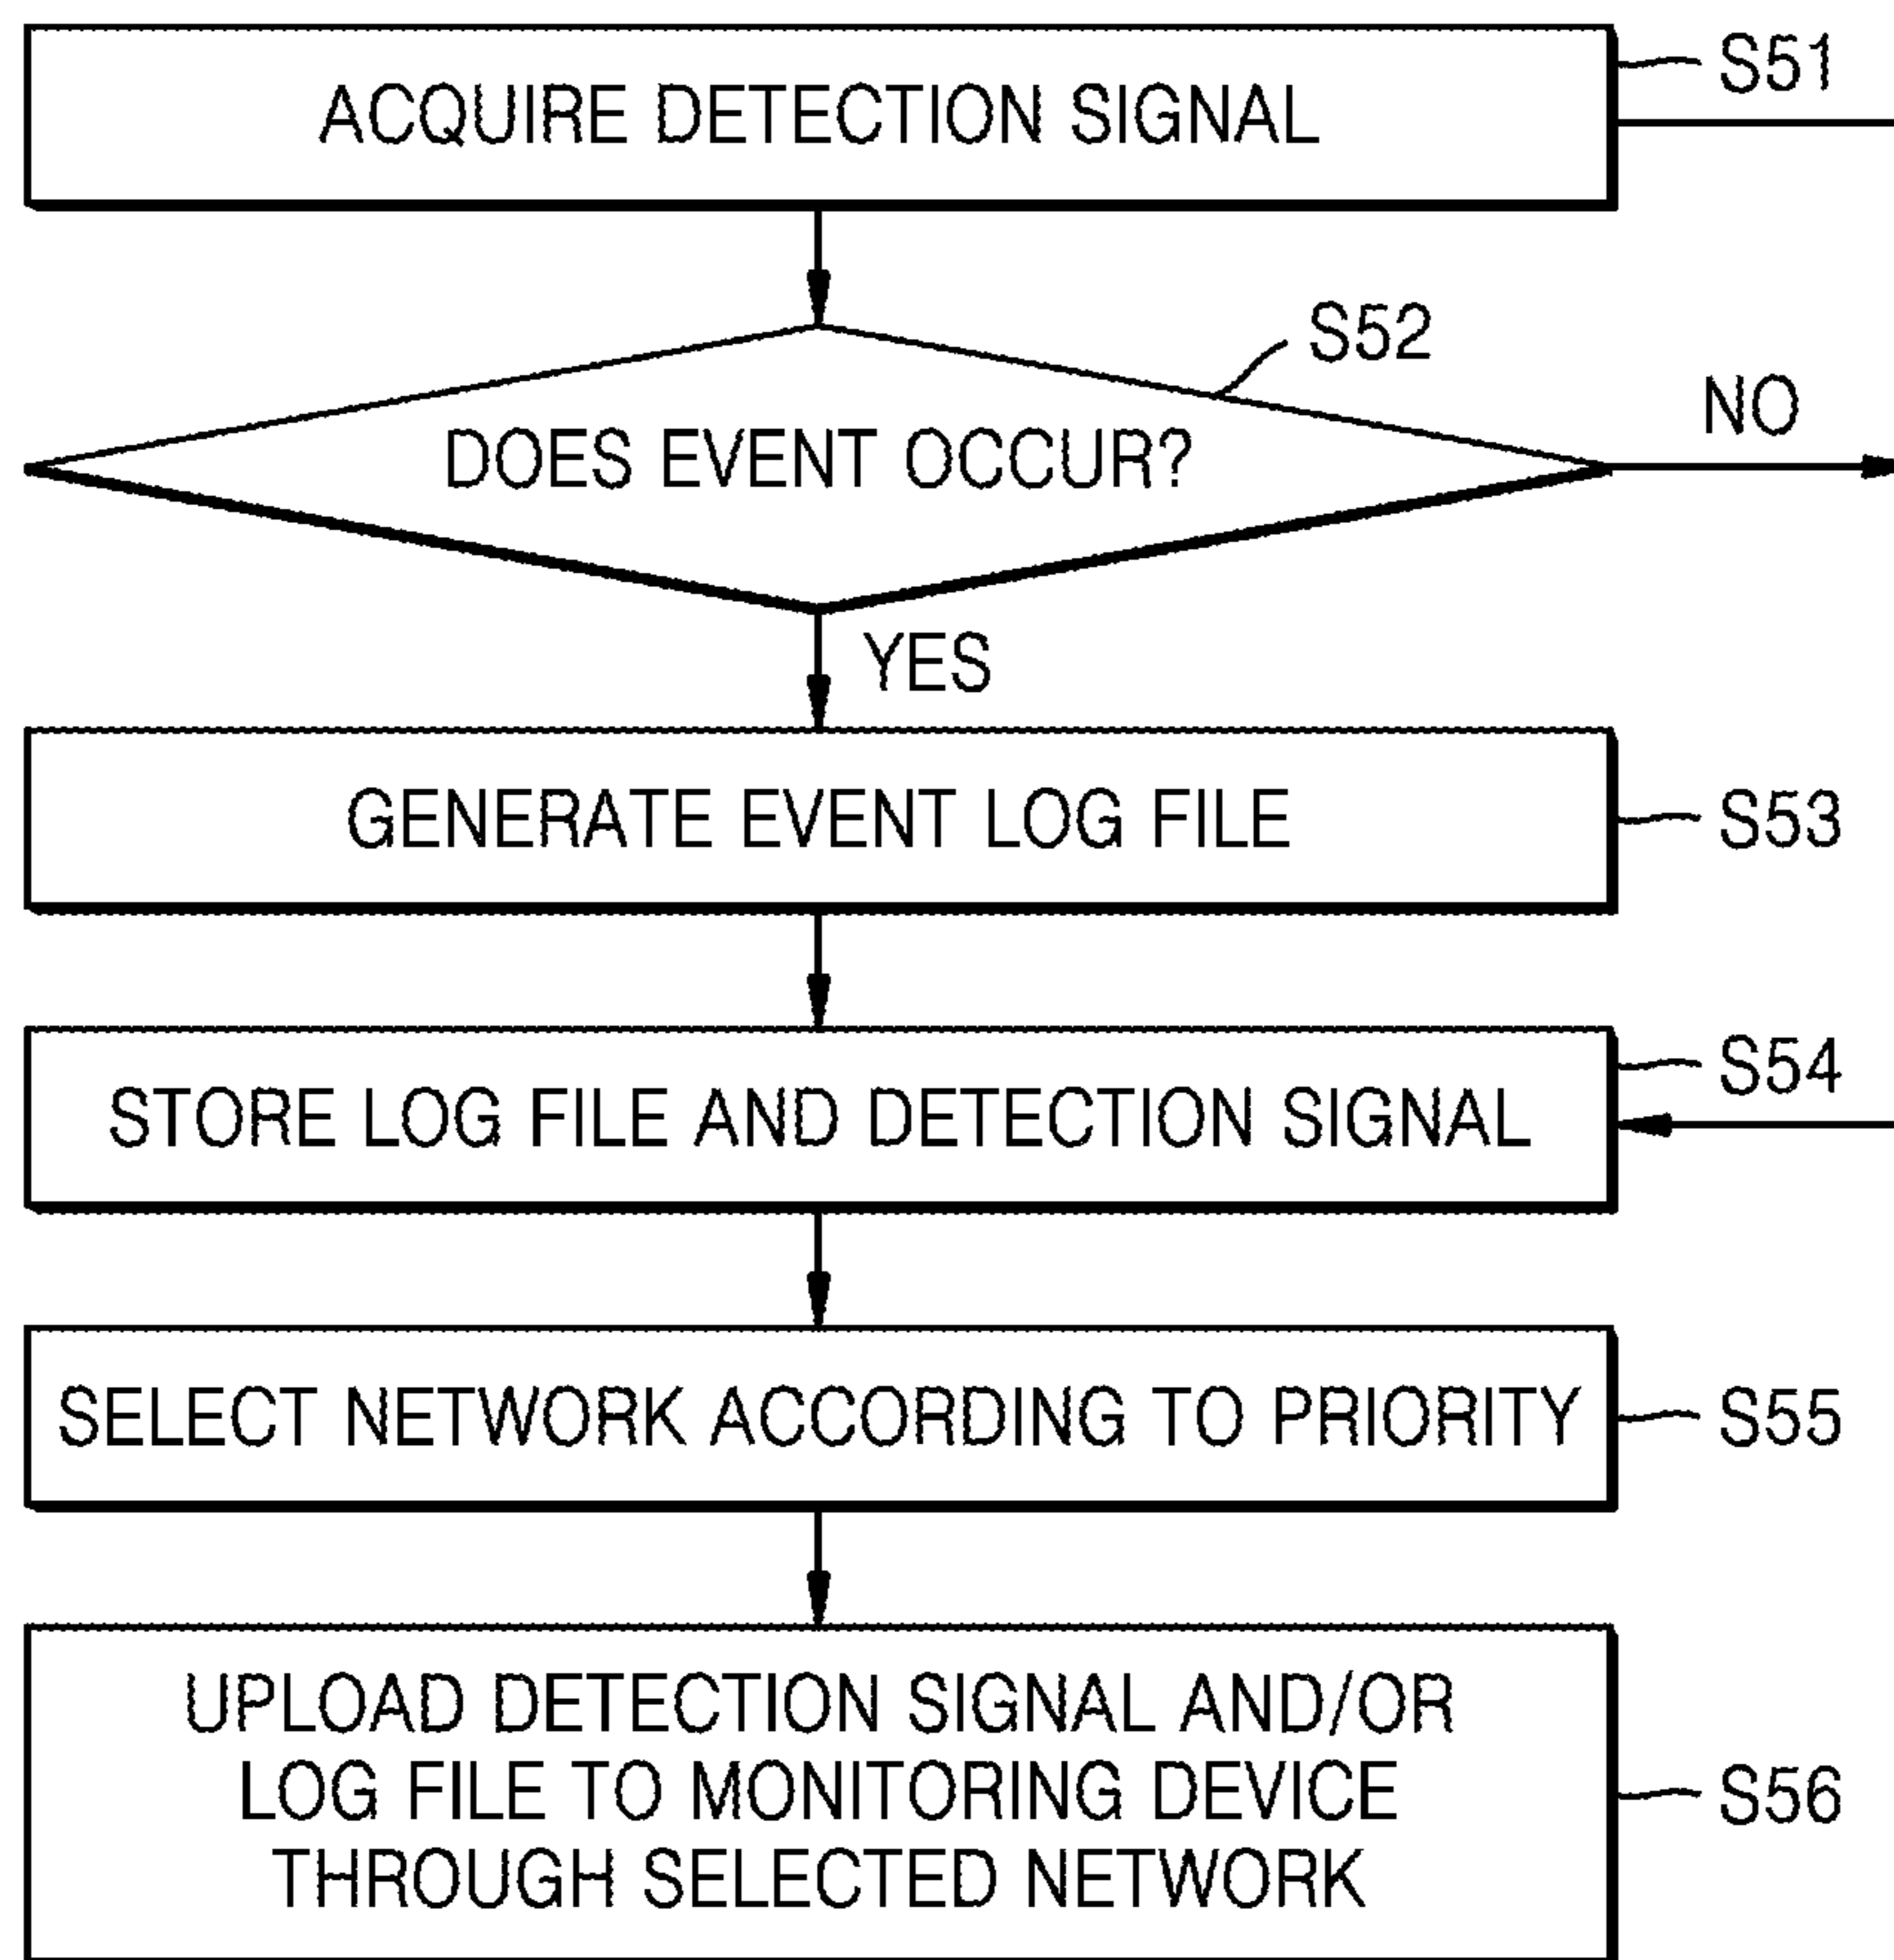 ACQUIRE DETECTION SIGNAL
S51
S52
DOES EVENT OCCUR?
NO
YES
GENERATE EVENT LOG FILE
S53
STORE LOG FILE AND DETECTION SIGNAL
S54
SELECT NETWORK ACCORDING TO PRIORITY
S55
UPLOAD DETECTION SIGNAL AND/OR
LOG FILE TO MONITORING DEVICE
THROUGH SELECTED NETWORK
S56